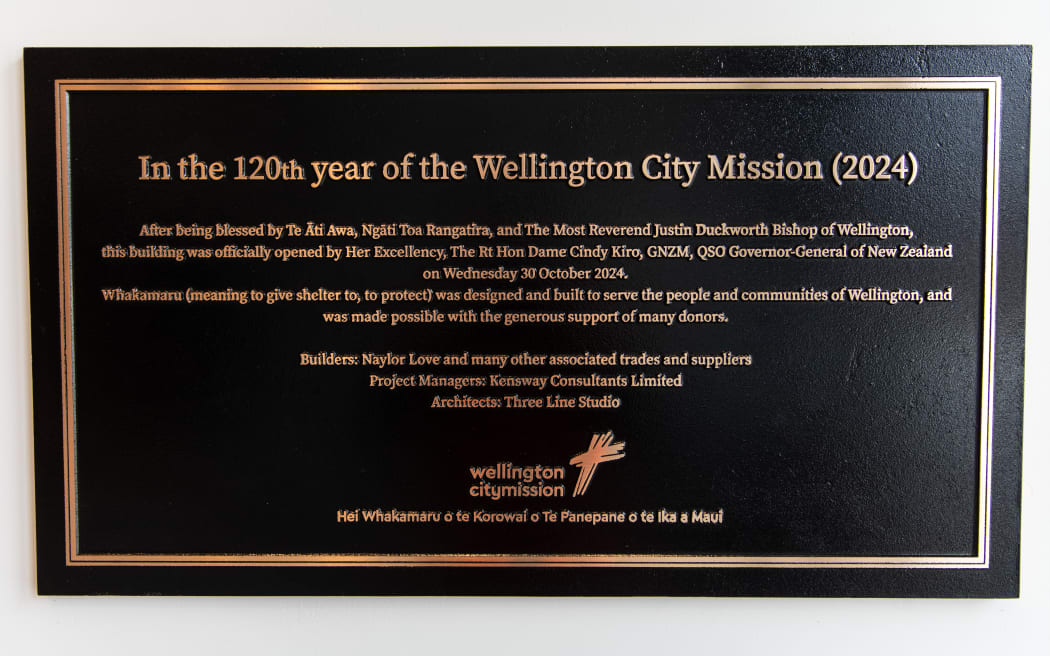 In the 120th year of the Wellington City Mission (2024)
After being blessed by Te Āti Awa, Ngāti Toa Rangatira, and The Most Reverend Justin Duckworth Bishop of Wellington,
this building was officially opened by Her Excellency, The Rt Hon Dame Cindy Kiro, GNZM, QSO Governor-General of New Zealand
on Wednesday 30 October 2024.
Whakamaru (meaning to give shelter to, to protect) was designed and built to serve the people and communities of Wellington, and
was made possible with the generous support of many donors.
Builders: Naylor Love and many other associated trades and suppliers
Project Managers: Kensway Consultants Limited
Architects: Three Line Studio
wellington
citymission
Hei Whakamaru o te Korowai o Te Panepane o te Ika a Maui